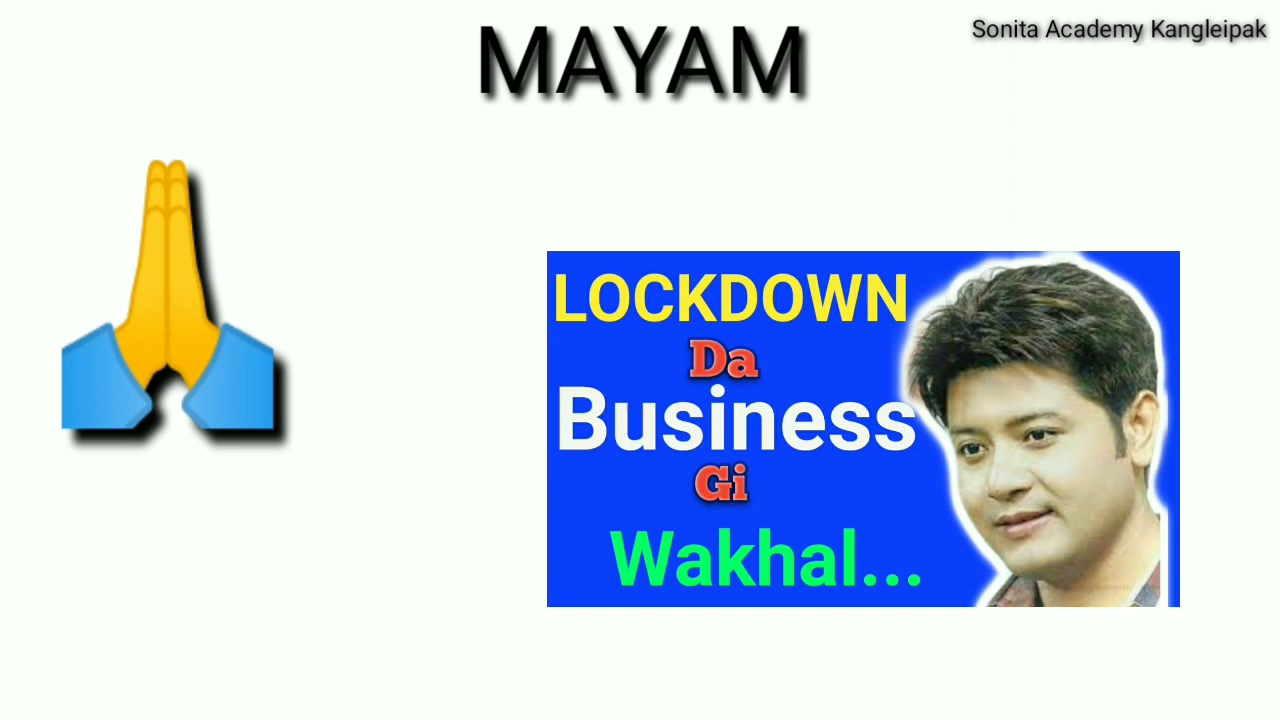 MAYAM
Sonita Academy Kangleipak
LOCKDOWN
Da
Business
Gi
Wakhal...